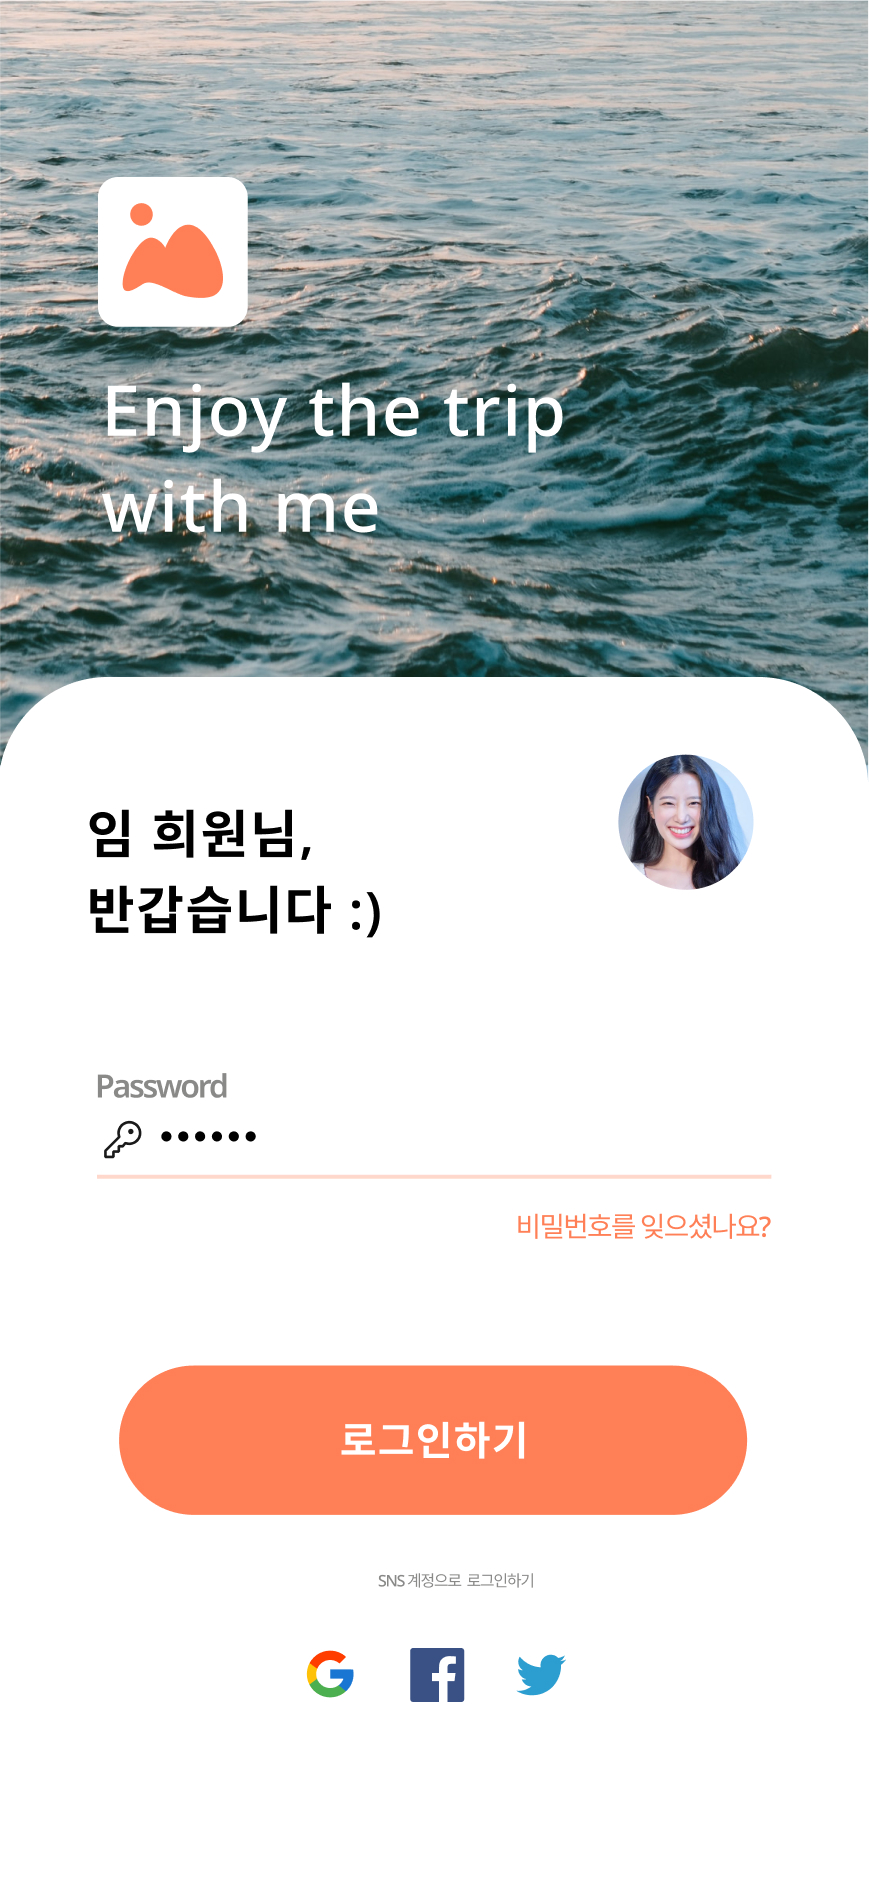 Enjoy the trip
with me
임 희원님,
반갑습니다 :)
Password
••••••
비밀번호를 잊으셨나요?
로그인하기
SNS 계정으로 로그인하기